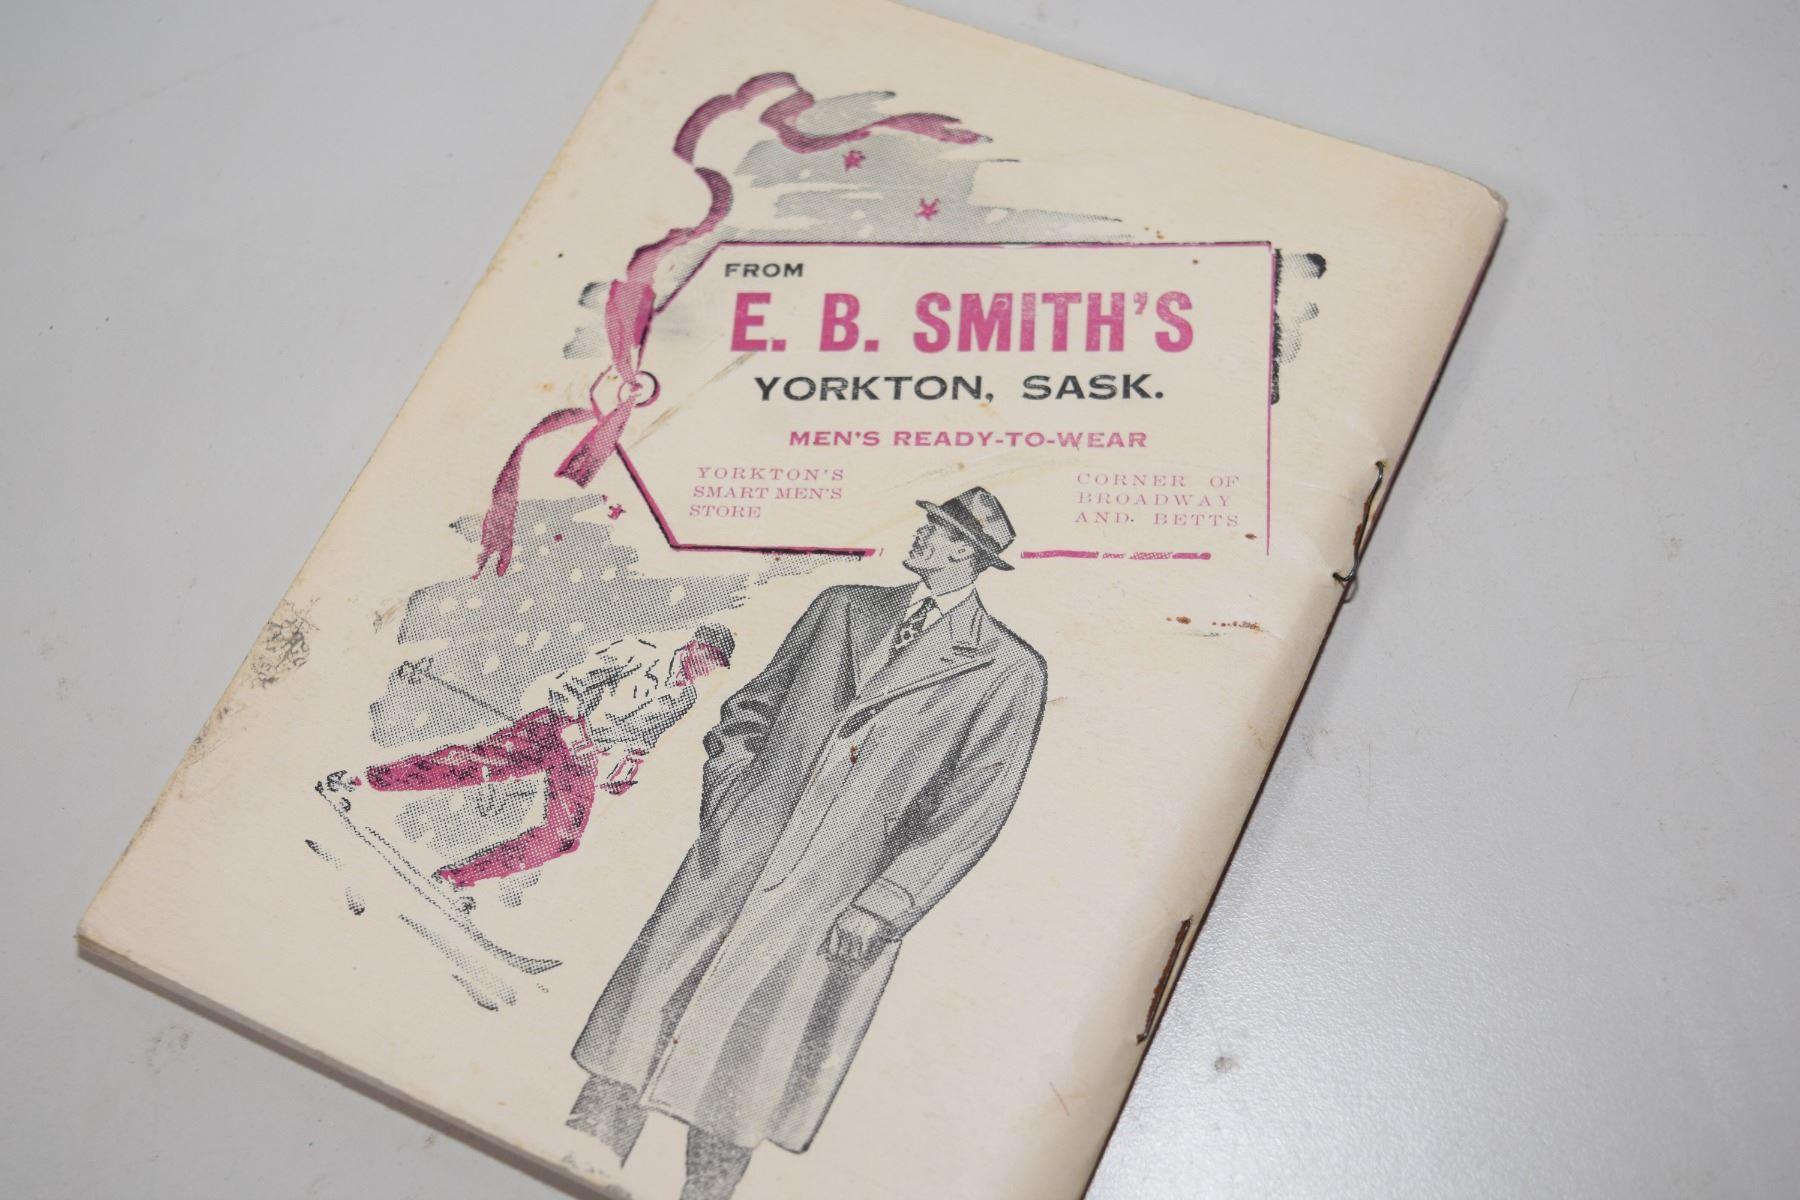 FROM
E. B. SMITH'S
YORKTON, SASK.
MEN'S READY-TO-WEAR
YORKTON'S
SMART MEN'S
STORE
CORNER OF
BROADWAY
AND. BETTS